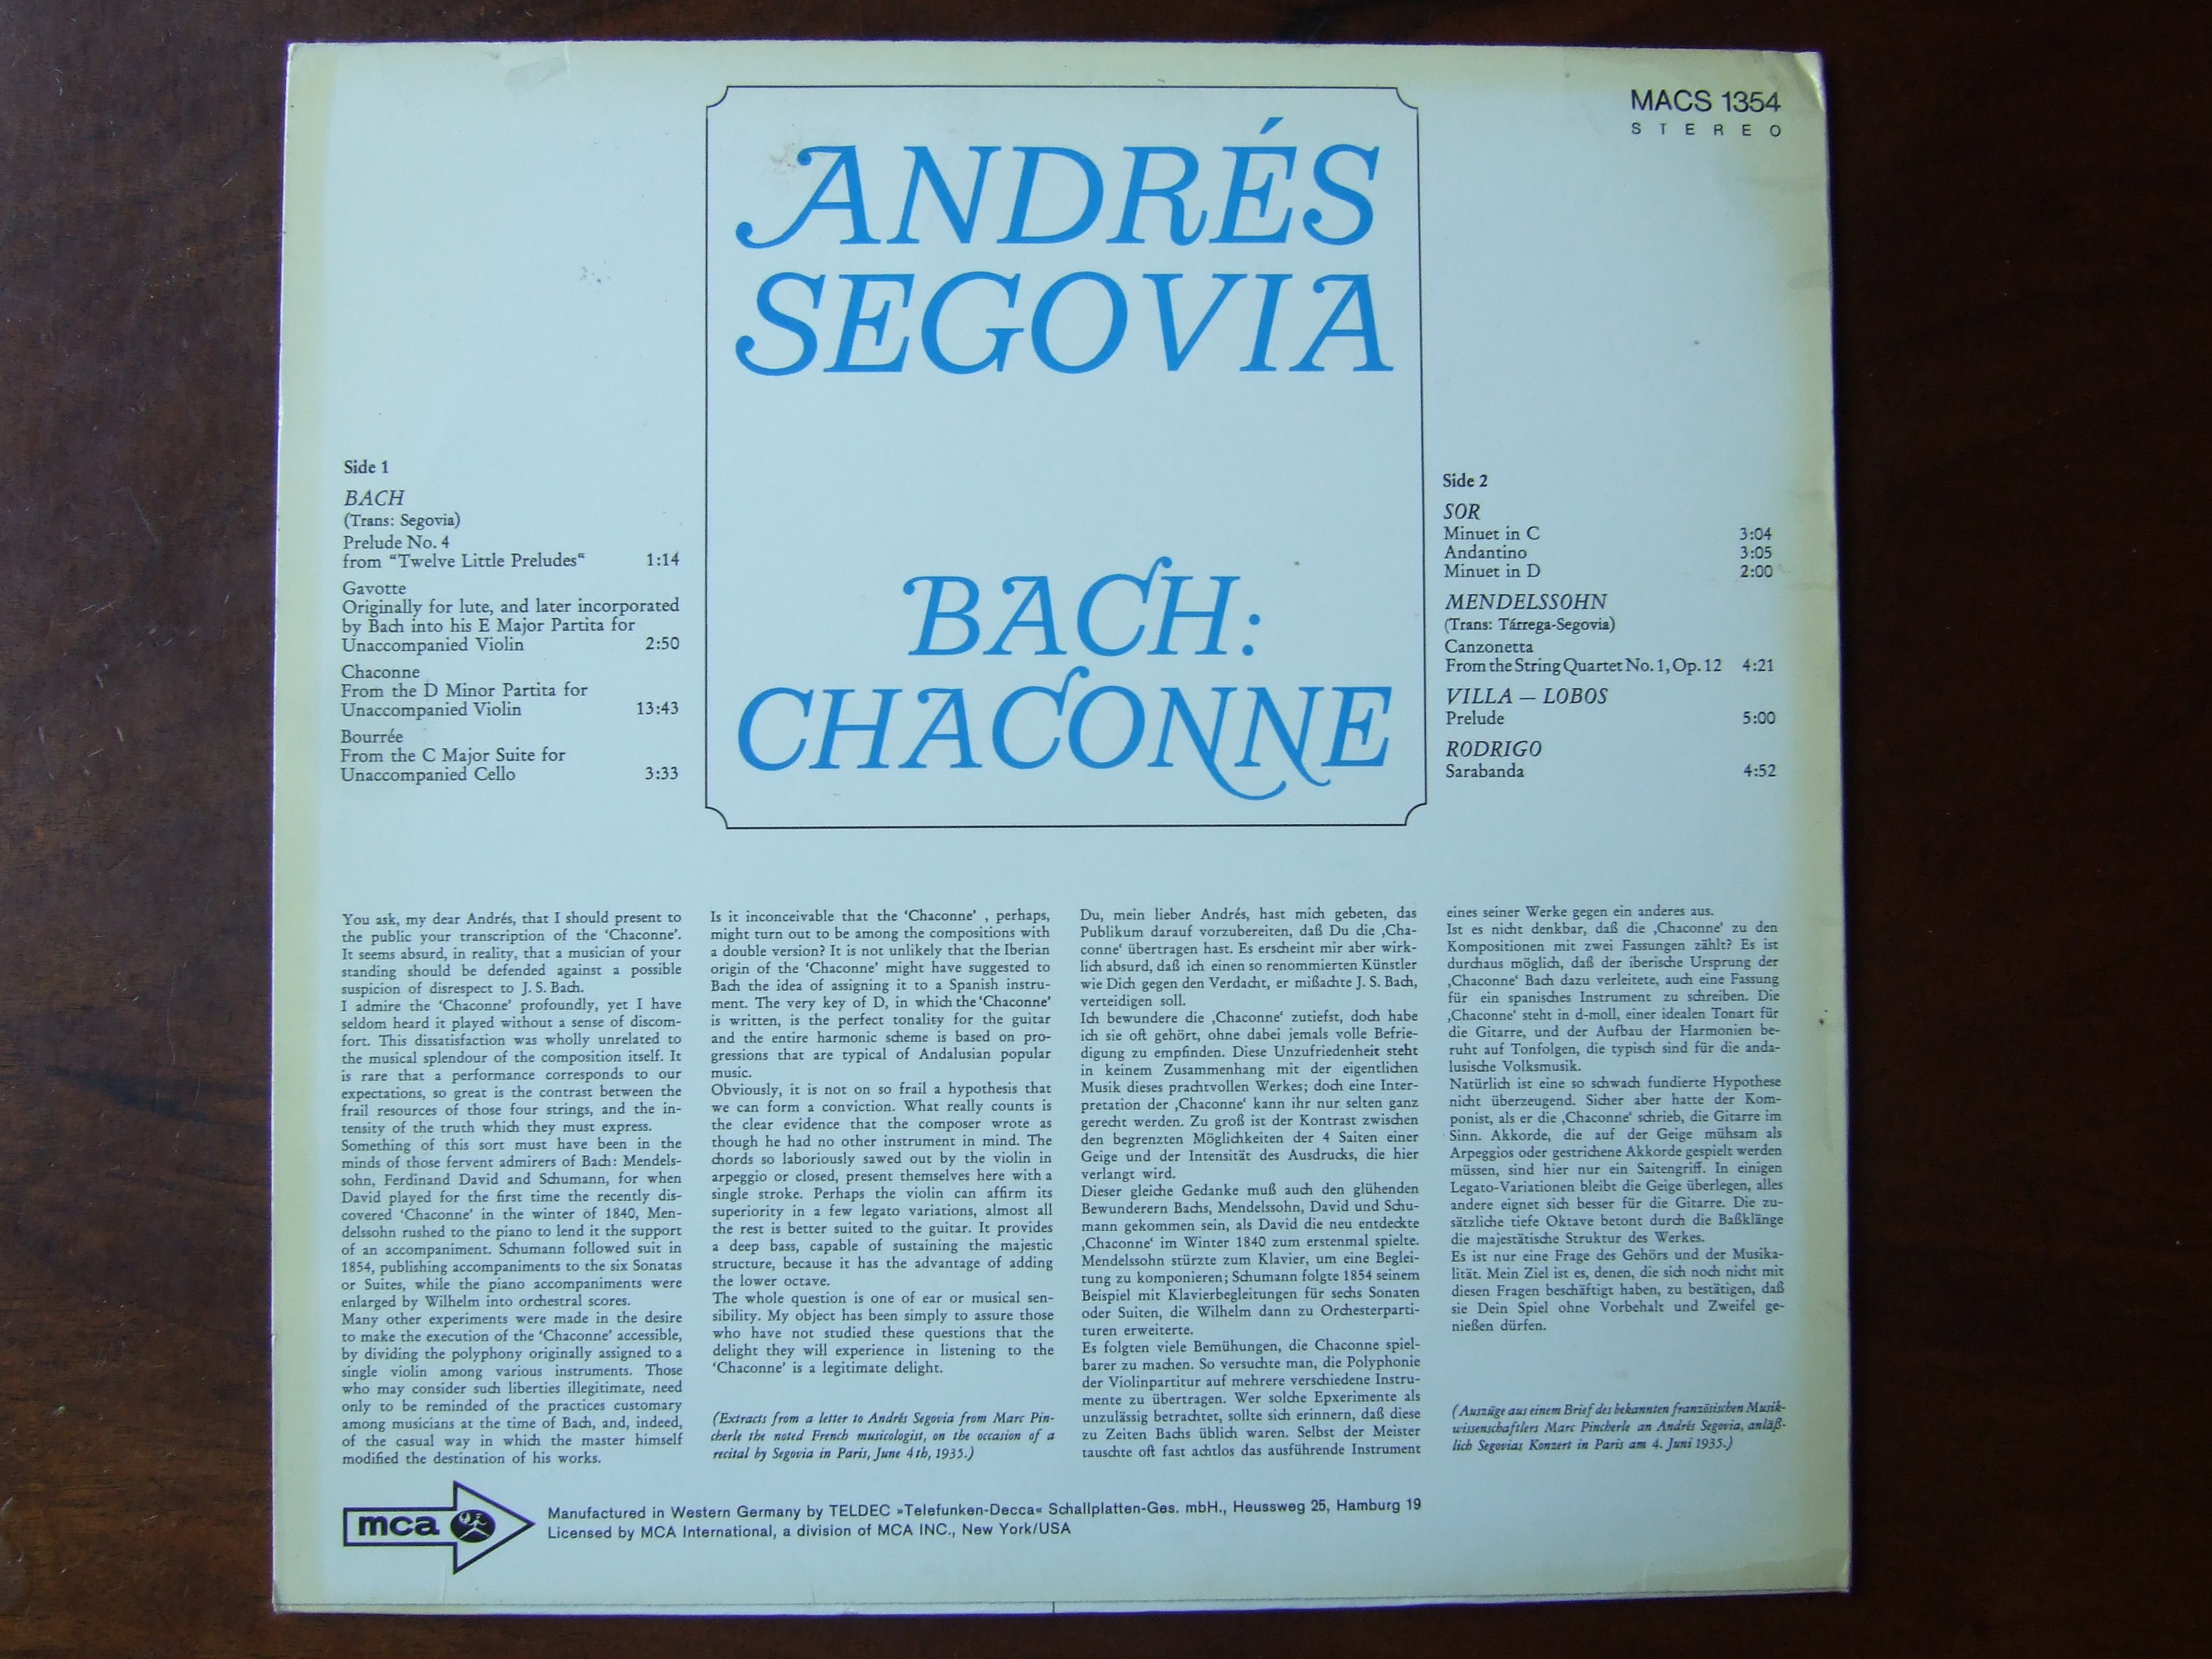 MACS 1354
STEREO
ANDRÉS
SEGOVIA
BACH:
CHACONNE
Side 1
BACH
(Trans: Segovia)
Prelude No. 4
from “Twelve Little Preludes“ 1:14
Gavotte
Originally for lute, and later incorporated
by Bach into his E Major Partita for
Unaccompanied Violin 2:50
Chaconne
From the D Minor Partita for
Unaccompanied Violin 13:43
Bourrée
From the C Major Suite for
Unaccompanied Cello 3:33
Side 2
SOR
Minuet in C 3:04
Andantino 3:05
Minuet in D 2:00
MENDELSSOHN
(Trans: Tárrega-Segovia)
Canzonetta
From the String Quartet No. 1, Op. 12 4:21
VILLA — LOBOS
Prelude 5:00
RODRIGO
Sarabanda 4:52
You ask, my dear Andrés, that I should present to
the public your transcription of the ‘Chaconne’.
It seems absurd, in reality, that a musician of your
standing should be defended against a possible
suspicion of disrespect to J. S. Bach.
I admire the ‘Chaconne’ profoundly, yet I have
seldom heard it played without a sense of discom-
fort. This dissatisfaction was wholly unrelated to
the musical splendour of the composition itself. It
is rare that a performance corresponds to our
expectations, so great is the contrast between the
frail resources of those four strings, and the in-
tensity of the truth which they must express.
Something of this sort must have been in the
minds of those fervent admirers of Bach: Mendels-
sohn, Ferdinand David and Schumann, for when
David played for the first time the recently dis-
covered ‘Chaconne’ in the winter of 1840, Men-
delssohn rushed to the piano to lend it the support
of an accompaniment. Schumann followed suit in
1854, publishing accompaniments to the six Sonatas
or Suites, while the piano accompaniments were
enlarged by Wilhelm into orchestral scores.
Many other experiments were made in the desire
to make the execution of the ‘Chaconne’ accessible,
by dividing the polyphony originally assigned to a
single violin among various instruments. Those
who may consider such liberties illegitimate, need
only to be reminded of the practices customary
among musicians at the time of Bach, and, indeed,
of the casual way in which the master himself
modified the destination of his works.
Is it inconceivable that the ‘Chaconne’ , perhaps,
might turn out to be among the compositions with
a double version? It is not unlikely that the Iberian
origin of the ‘Chaconne’ might have suggested to
Bach the idea of assigning it to a Spanish instru-
ment. The very key of D, in which the ‘Chaconne’
is written, is the perfect tonality for the guitar
and the entire harmonic scheme is based on pro-
gressions that are typical of Andalusian popular
music.
Obviously, it is not on so frail a hypothesis that
we can form a conviction. What really counts is
the clear evidence that the composer wrote as
though he had no other instrument in mind. The
chords so laboriously sawed out by the violin in
arpeggio or closed, present themselves here with a
single stroke. Perhaps the violin can affirm its
superiority in a few legato variations, almost all
the rest is better suited to the guitar. It provides
a deep bass, capable of sustaining the majestic
structure, because it has the advantage of adding
the lower octave.
The whole question is one of ear or musical sen-
sibility. My object has been simply to assure those
who have not studied these questions that the
delight they will experience in listening to the
‘Chaconne’ is a legitimate delight.
(Extracts from a letter to Andrés Segovia from Marc Pin-
cherle the noted French musicologist, on the occasion of a
recital by Segovia in Paris, June 4th, 1935.)
Du, mein lieber Andrés, hast mich gebeten, das
Publikum darauf vorzubereiten, daß Du die ‚Cha-
conne‘ übertragen hast. Es erscheint mir aber wirk-
lich absurd, daß ich einen so renommierten Künstler
wie Dich gegen den Verdacht, er mißachte J. S. Bach,
verteidigen soll.
Ich bewundere die ‚Chaconne‘ zutiefst, doch habe
ich sie oft gehört, ohne dabei jemals volle Befrie-
digung zu empfinden. Diese Unzufriedenheit steht
in keinem Zusammenhang mit der eigentlichen
Musik dieses prachtvollen Werkes; doch eine Inter-
pretation der ‚Chaconne‘ kann ihr nur selten ganz
gerecht werden. Zu groß ist der Kontrast zwischen
den begrenzten Möglichkeiten der 4 Saiten einer
Geige und der Intensität des Ausdrucks, die hier
verlangt wird.
Dieser gleiche Gedanke muß auch den glühenden
Bewunderern Bachs, Mendelssohn, David und Schu-
mann gekommen sein, als David die neu entdeckte
‚Chaconne‘ im Winter 1840 zum erstenmal spielte.
Mendelssohn stürzte zum Klavier, um eine Beglei-
tung zu komponieren; Schumann folgte 1854 seinem
Beispiel mit Klavierbegleitungen für sechs Sonaten
oder Suiten, die Wilhelm dann zu Orchesterparti-
turen erweiterte.
Es folgten viele Bemühungen, die Chaconne spiel-
barer zu machen. So versuchte man, die Polyphonie
der Violinpartitur auf mehrere verschiedene Instru-
mente zu übertragen. Wer solche Epxerimente als
unzulässig betrachtet, sollte sich erinnern, daß diese
zu Zeiten Bachs üblich waren. Selbst der Meister
tauschte oft fast achtlos das ausführende Instrument
eines seiner Werke gegen ein anderes aus.
Ist es nicht denkbar, daß die ‚Chaconne‘ zu den
Kompositionen mit zwei Fassungen zählt? Es ist
durchaus möglich, daß der iberische Ursprung der
‚Chaconne‘ Bach dazu verleitete, auch eine Fassung
für ein spanisches Instrument zu schreiben. Die
‚Chaconne‘ steht in d-moll, einer idealen Tonart für
die Gitarre, und der Aufbau der Harmonien be-
ruht auf Tonfolgen, die typisch sind für die anda-
lusische Volksmusik.
Natürlich ist eine so schwach fundierte Hypothese
nicht überzeugend. Sicher aber hatte der Kom-
ponist, als er die ‚Chaconne‘ schrieb, die Gitarre im
Sinn. Akkorde, die auf der Geige mühsam als
Arpeggios oder gestrichene Akkorde gespielt werden
müssen, sind hier nur ein Saitengriff. In einigen
Legato-Variationen bleibt die Geige überlegen, alles
andere eignet sich besser für die Gitarre. Die zu-
sätzliche tiefe Oktave betont durch die Baßklänge
die majestätische Struktur des Werkes.
Es ist nur eine Frage des Gehörs und der Musika-
lität. Mein Ziel ist es, denen, die sich noch nicht mit
diesen Fragen beschäftigt haben, zu bestätigen, daß
sie Dein Spiel ohne Vorbehalt und Zweifel ge-
nießen dürfen.
(Auszüge aus einem Brief des bekannten französischen Musik-
wissenschaftlers Marc Pincherle an Andrés Segovia, anläß-
lich Segovias Konzert in Paris am 4. Juni 1935.)
mca
Manufactured in Western Germany by TELDEC »Telefunken-Decca« Schallplatten-Ges. mbH., Heussweg 25, Hamburg 19
Licensed by MCA International, a division of MCA INC., New York/USA